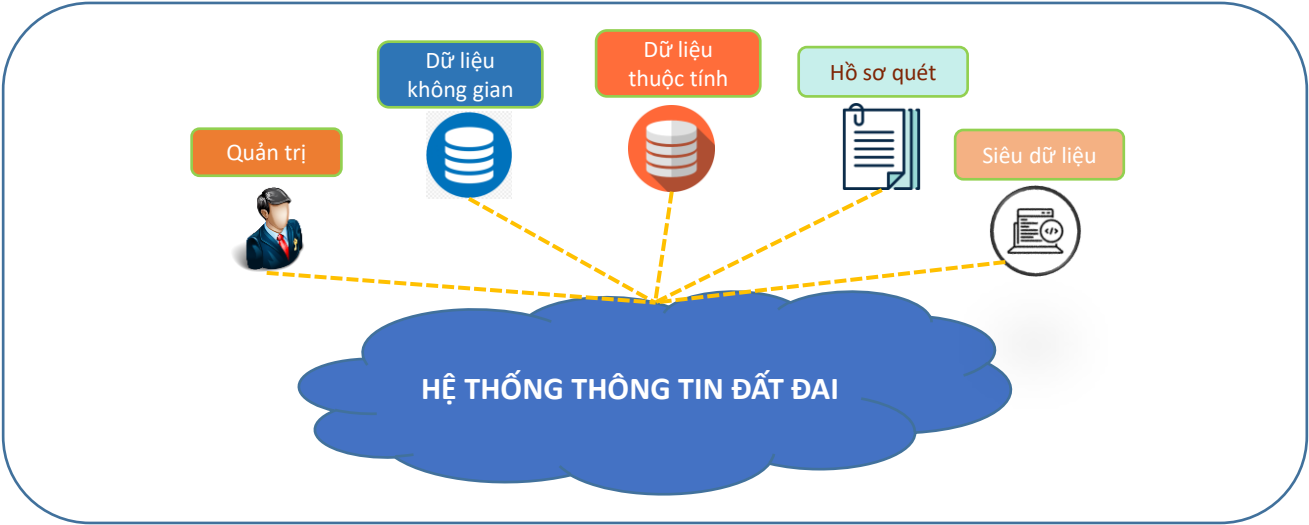 Dữ liệu
không gian
Dữ liệu
thuộc tính
Hồ sơ quét
Quản trị
Siêu dữ liệu
HỆ THỐNG THÔNG TIN ĐẤT ĐAI